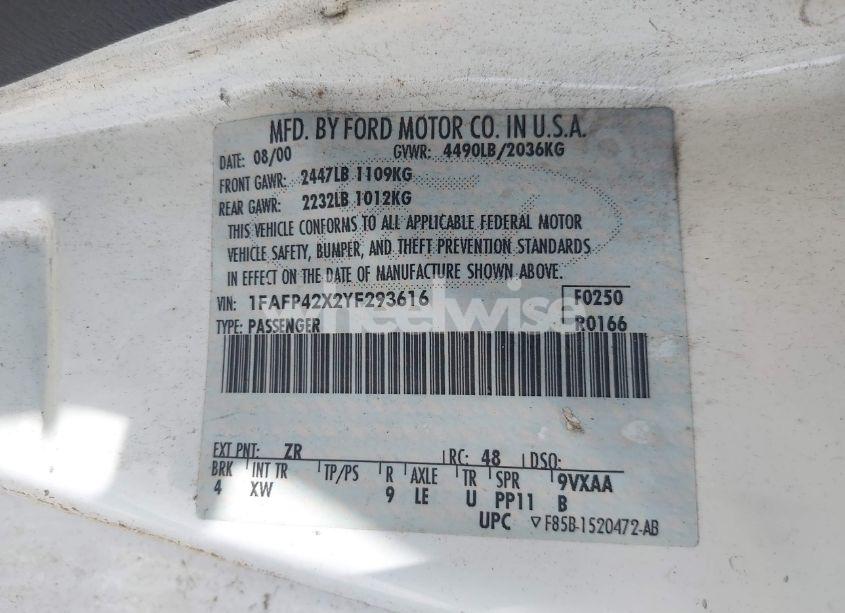 MFD. BY FORD MOTOR CO. IN U.S.A.
DATE: 08/00 GVWR: 4490LB/2036KG
FRONT GAWR: 2447LB 1109KG
REAR GAWR: 2232LB 1012KG
THIS VEHICLE CONFORMS TO ALL APPLICABLE FEDERAL MOTOR
VEHICLE SAFETY, BUMPER, AND THEFT PREVENTION STANDARDS
IN EFFECT ON THE DATE OF MANUFACTURE SHOWN ABOVE.
VIN: 1FAFP42X2YF293616 F0250
TYPE: PASSENGER R0166
wheelwise
EXT PNT: ZR RC: 48 DSO:
BRK INT TR TP/PS R AXLE TR SPR 9VXAA
4 XW 9 LE U PP11 B
UPC ▽F85B-1520472-AB